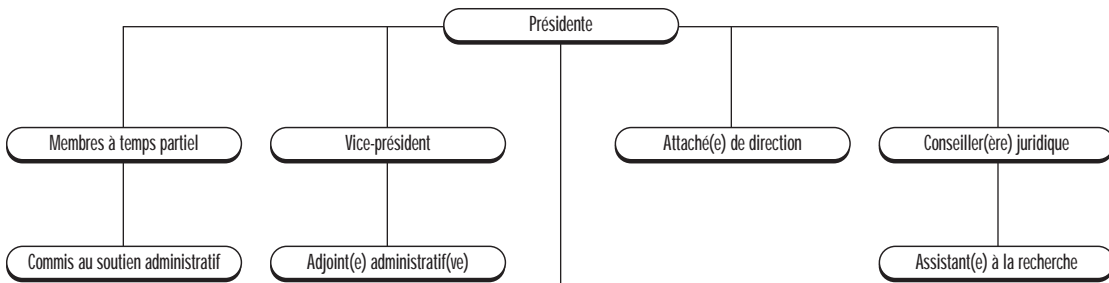 Présidente
Membres à temps partiel
Vice-président
Attaché(e) de direction
Conseiller(ère) juridique
Commis au soutien administratif
Adjoint(e) administratif(ve)
Assistant(e) à la recherche